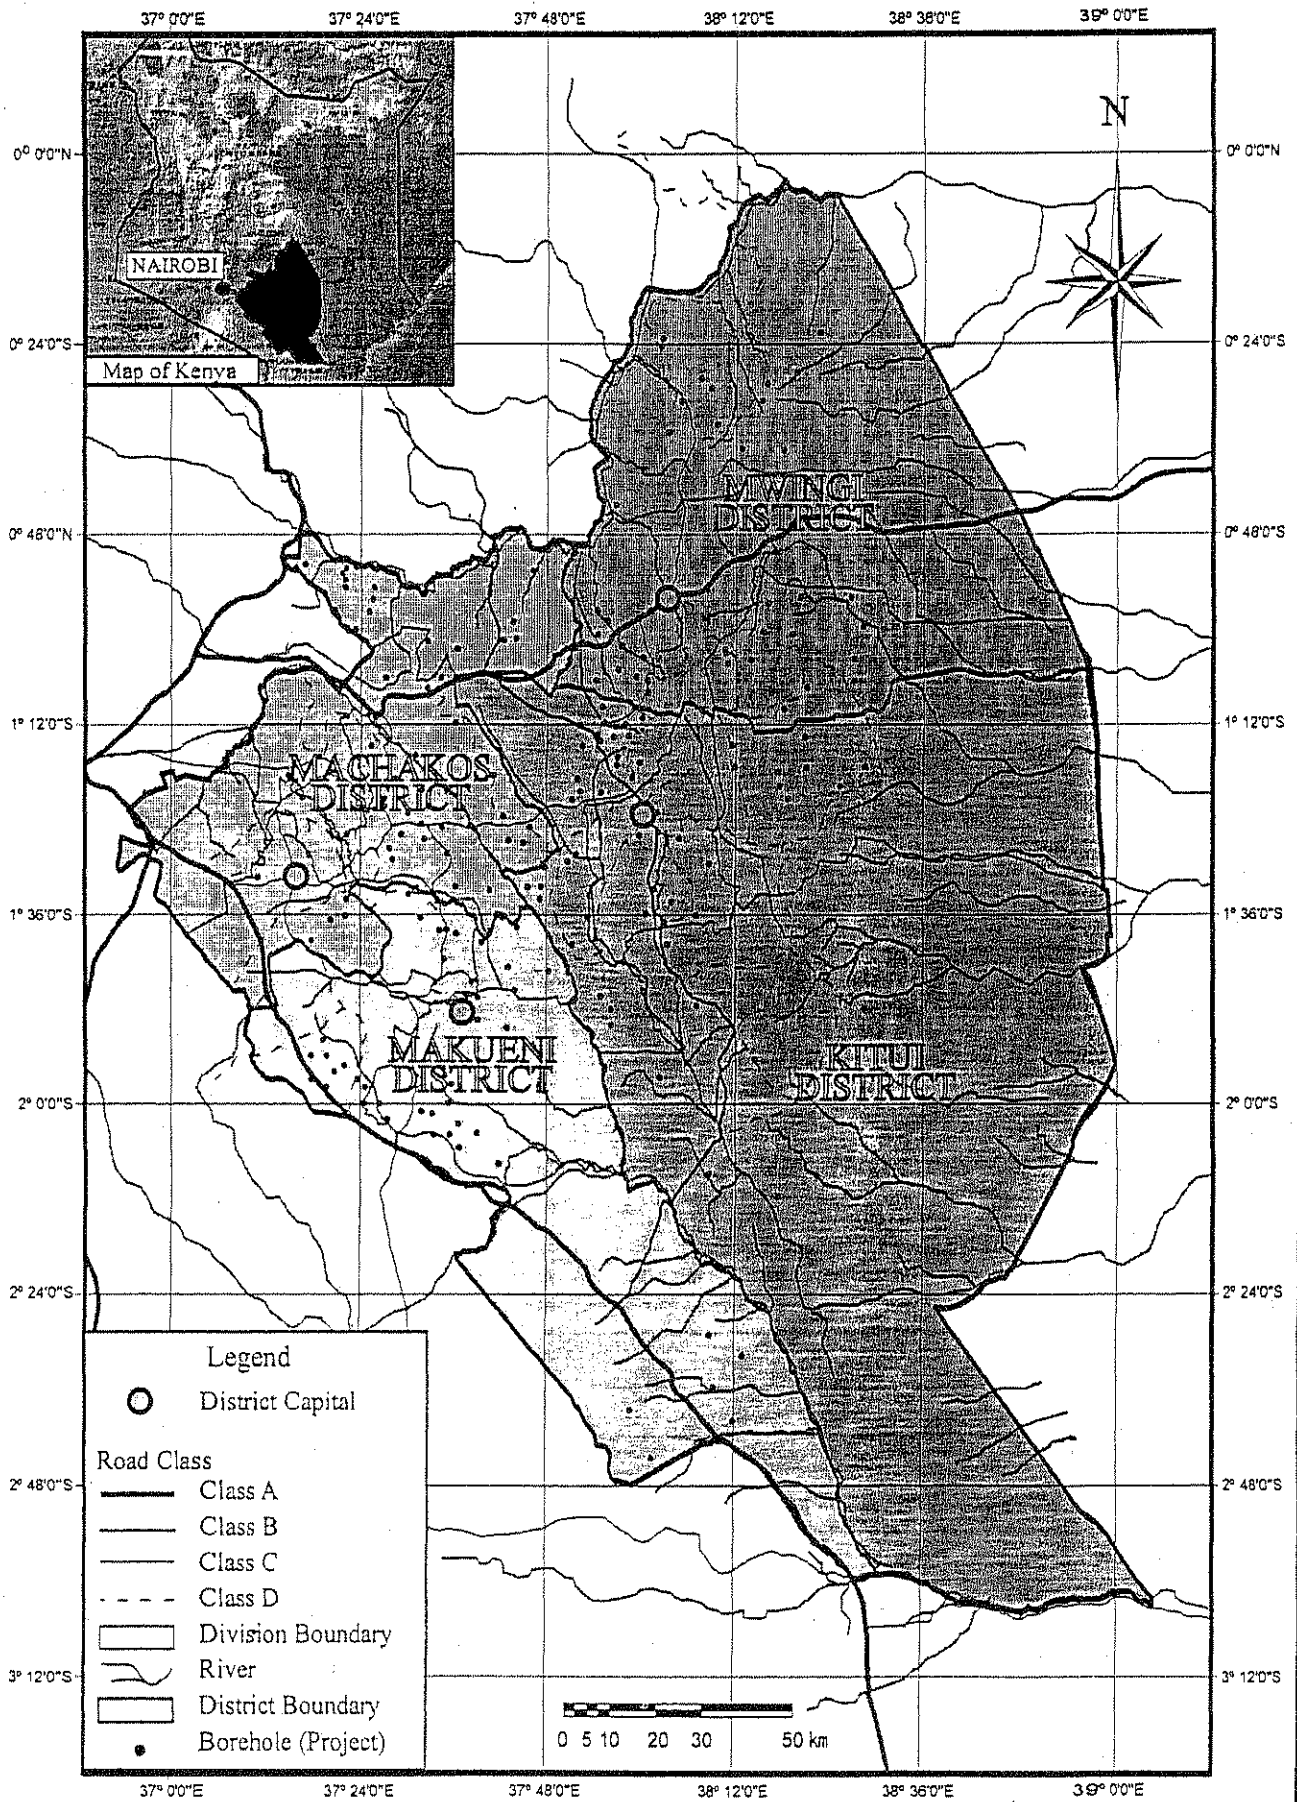 37° 0'0"E 37° 24'0"E 37° 48'0"E 38° 12'0"E 38° 38'0"E 39° 0'0"E
N
0° 0'0"N 0° 0'0"N
NAIROBI
0° 24'0"S 0° 24'0"S
Map of Kenya
MWINGI
DISTRICT
0° 48'0"N 0° 48'0"S
1° 12'0"S 1° 12'0"S
MACHAKOS
DISTRICT
1° 36'0"S 1° 36'0"S
MAKUENI
DISTRICT
KITUI
DISTRICT
2° 0'0"S 2° 0'0"S
2° 24'0"S 2° 24'0"S
Legend
District Capital
Road Class
Class A
2° 48'0"S 2° 48'0"S
Class B
Class C
Class D
Division Boundary
River
3° 12'0"S 3° 12'0"S
District Boundary
Borehole (Project)
0 5 10 20 30 50 km
37° 0'0"E 37° 24'0"E 37° 48'0"E 38° 12'0"E 38° 36'0"E 39° 0'0"E